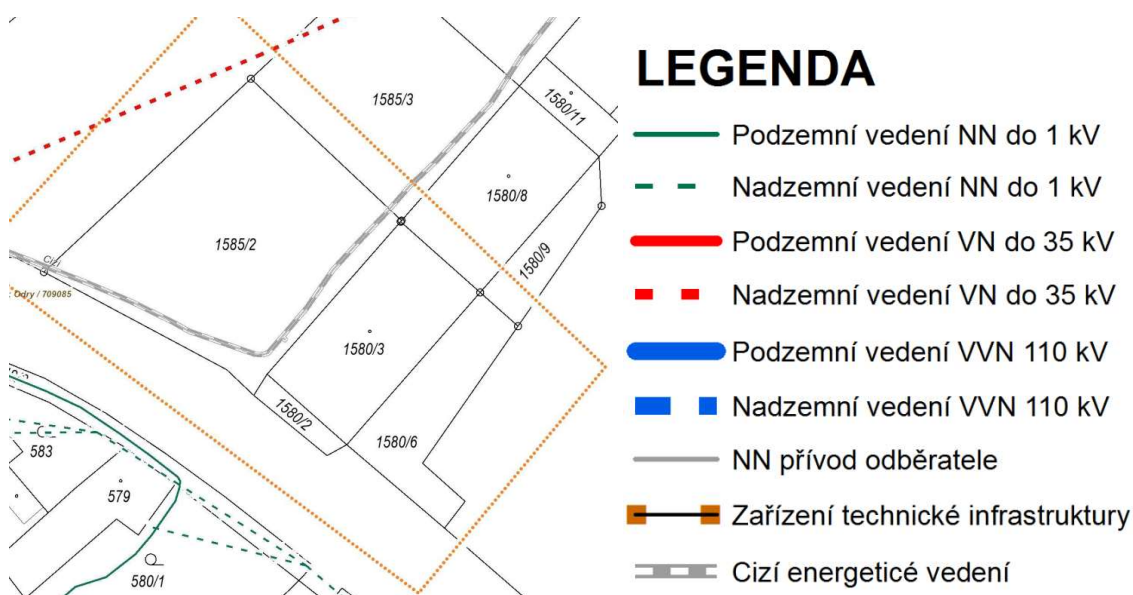 1585/3
1580/11
1580/8
1585/2
1580/9
Cizí
Odry / 709085
1580/3
1580/2
1580/6
583
579
580/1
LEGENDA
Podzemní vedení NN do 1 kV
Nadzemní vedení NN do 1 kV
Podzemní vedení VN do 35 kV
Nadzemní vedení VN do 35 kV
Podzemní vedení VVN 110 kV
Nadzemní vedení VVN 110 kV
NN přívod odběratele
Zařízení technické infrastruktury
Cizí energeticé vedení